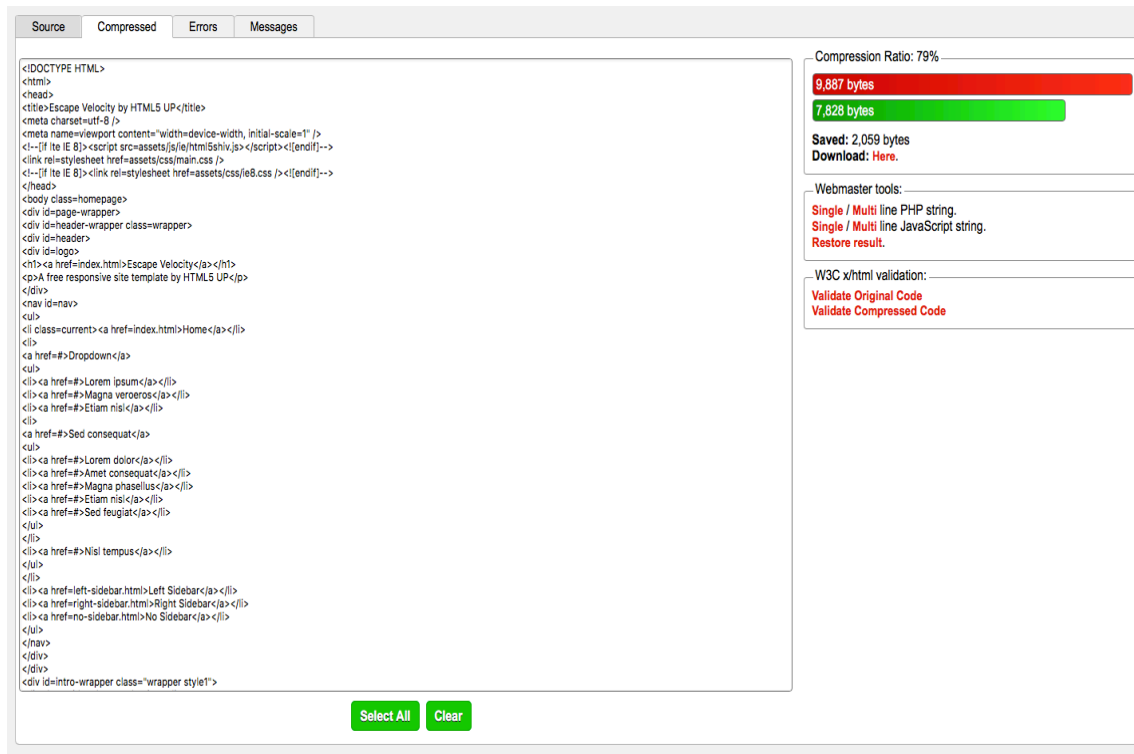 Source Compressed Errors Messages
<!DOCTYPE HTML>
<html>
<head>
<title>Escape Velocity by HTML5 UP</title>
<meta charset=utf-8 />
<meta name=viewport content="width=device-width, initial-scale=1" />
<!--[if lte IE 8]><script src=assets/js/ie/html5shiv.js></script><![endif]-->
<link rel=stylesheet href=assets/css/main.css />
<!--[if lte IE 8]><link rel=stylesheet href=assets/css/ie8.css /><![endif]-->
</head>
<body class=homepage>
<div id=page-wrapper>
<div id=header-wrapper class=wrapper>
<div id=header>
<div id=logo>
<h1><a href=index.html>Escape Velocity</a></h1>
<p>A free responsive site template by HTML5 UP</p>
</div>
<nav id=nav>
<ul>
<li class=current><a href=index.html>Home</a></li>
<li>
<a href=#>Dropdown</a>
<ul>
<li><a href=#>Lorem ipsum</a></li>
<li><a href=#>Magna veroeros</a></li>
<li><a href=#>Etiam nisl</a></li>
<li>
<a href=#>Sed consequat</a>
<ul>
<li><a href=#>Lorem dolor</a></li>
<li><a href=#>Amet consequat</a></li>
<li><a href=#>Magna phasellus</a></li>
<li><a href=#>Etiam nisl</a></li>
<li><a href=#>Sed feugiat</a></li>
</ul>
</li>
<li><a href=#>Nisl tempus</a></li>
</ul>
</li>
<li><a href=left-sidebar.html>Left Sidebar</a></li>
<li><a href=right-sidebar.html>Right Sidebar</a></li>
<li><a href=no-sidebar.html>No Sidebar</a></li>
</ul>
</nav>
</div>
</div>
<div id=intro-wrapper class="wrapper style1">
Select All Clear
Compression Ratio: 79%
9,887 bytes
7,828 bytes
Saved: 2,059 bytes
Download: Here.
Webmaster tools:
Single / Multi line PHP string.
Single / Multi line JavaScript string.
Restore result.
W3C x/html validation:
Validate Original Code
Validate Compressed Code